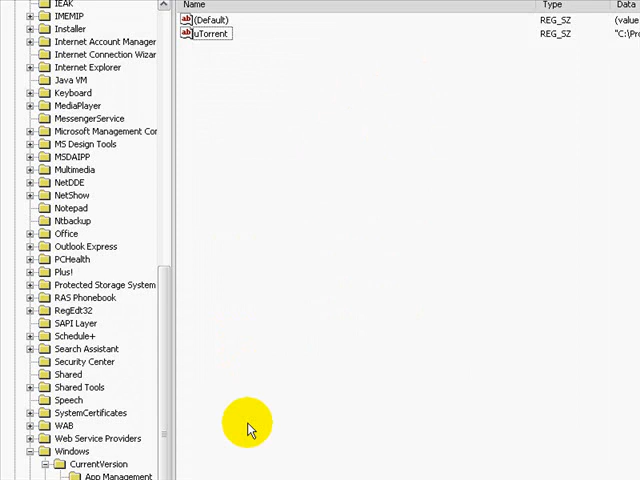 Name Type Data
IEAK
IMEMIP
Installer
Internet Account Manager
Internet Connection Wizar
Internet Explorer
Java VM
Keyboard
MediaPlayer
MessengerService
Microsoft Management Cor
MS Design Tools
MSDAIPP
Multimedia
NetDDE
NetShow
Notepad
Ntbackup
Office
Outlook Express
PCHealth
Plus!
Protected Storage System
RAS Phonebook
RegEdt32
SAPI Layer
Schedule+
Search Assistant
Security Center
Shared
Shared Tools
Speech
SystemCertificates
WAB
Web Service Providers
Windows
CurrentVersion
App Management
ab (Default) REG_SZ (value
ab uTorrent REG_SZ "C:\Pro